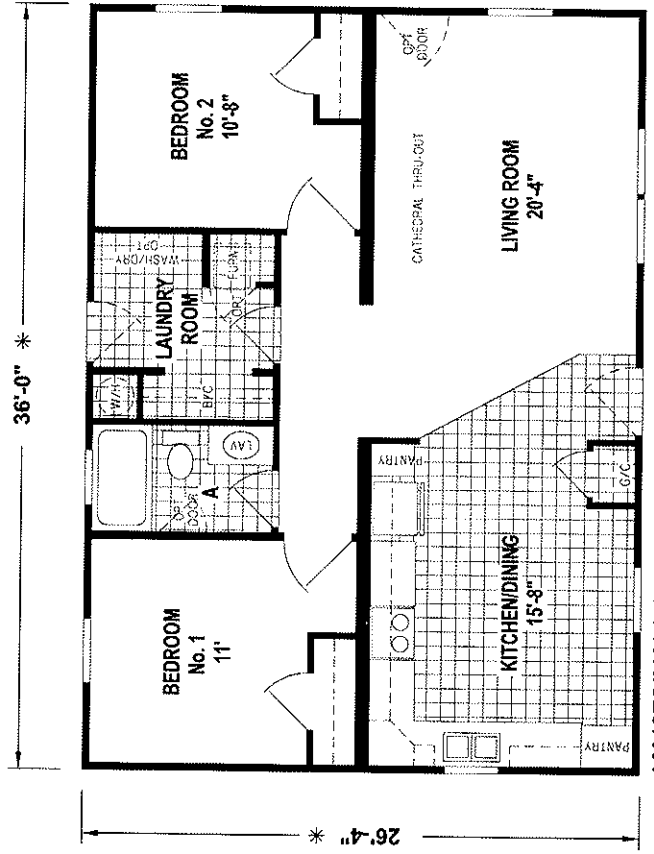 36'-0" *
26'-4" *
BEDROOM
No. 1
11'
OP
DOOR
A
LAV
W/H
B/C
LAUNDRY
ROOM
WASH/DRY
OPT
OPT
FURN
BEDROOM
No. 2
10'-8"
PANTRY
KITCHEN/DINING
15'-8"
PANTRY
G/C
CATHEDRAL THRU-OUT
OPT
DOOR
LIVING ROOM
20'-4"